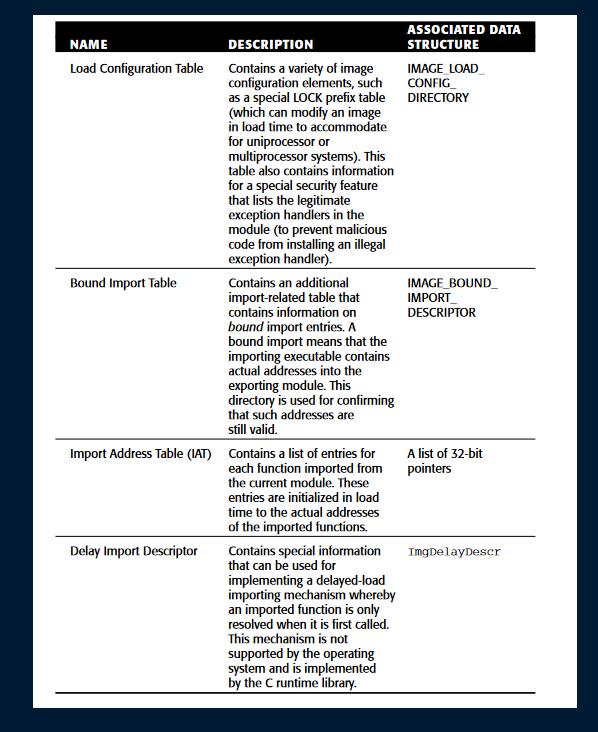 NAME DESCRIPTION ASSOCIATED DATA
STRUCTURE
Load Configuration Table
Contains a variety of image
configuration elements, such
as a special LOCK prefix table
(which can modify an image
in load time to accommodate
for uniprocessor or
multiprocessor systems). This
table also contains information
for a special security feature
that lists the legitimate
exception handlers in the
module (to prevent malicious
code from installing an illegal
exception handler).
IMAGE_LOAD_
CONFIG_
DIRECTORY
Bound Import Table
Contains an additional
import-related table that
contains information on
bound import entries. A
bound import means that the
importing executable contains
actual addresses into the
exporting module. This
directory is used for confirming
that such addresses are
still valid.
IMAGE_BOUND_
IMPORT_
DESCRIPTOR
Import Address Table (IAT)
Contains a list of entries for
each function imported from
the current module. These
entries are initialized in load
time to the actual addresses
of the imported functions.
A list of 32-bit
pointers
Delay Import Descriptor
Contains special information
that can be used for
implementing a delayed-load
importing mechanism whereby
an imported function is only
resolved when it is first called.
This mechanism is not
supported by the operating
system and is implemented
by the C runtime library.
ImgDelayDescr